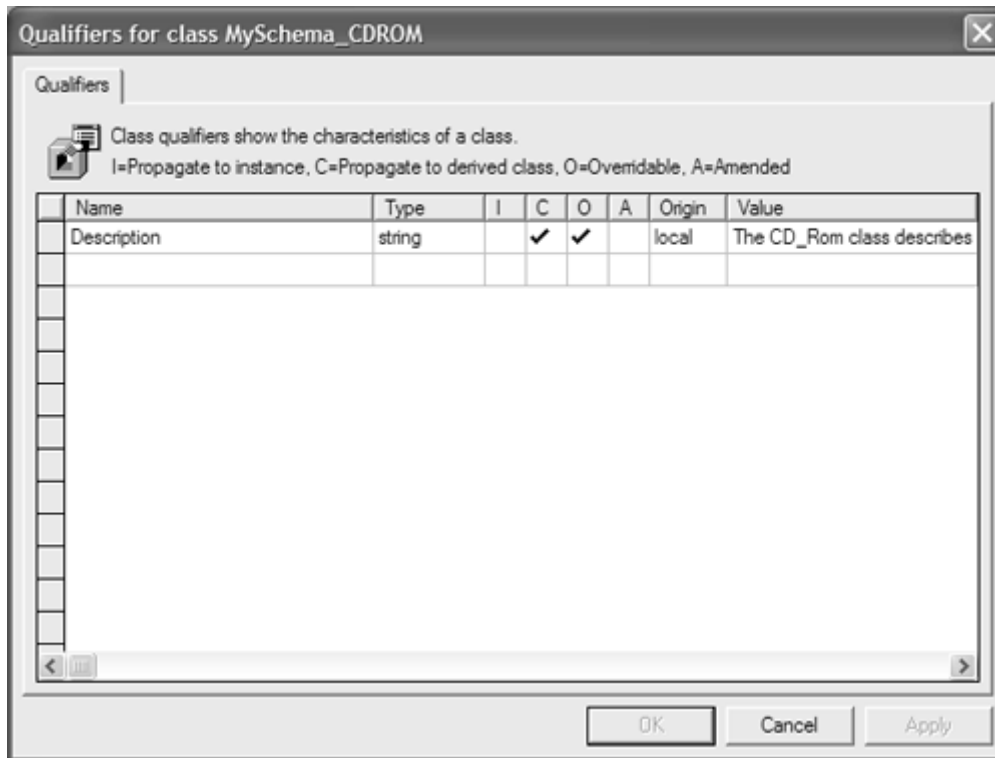 Qualifiers for class MySchema_CDROM
Qualifiers
Class qualifiers show the characteristics of a class.
I=Propagate to instance, C=Propagate to derived class, O=Overridable, A=Amended
Name Type I C O A Origin Value
Description string ✔ ✔ local The CD_Rom class describes
OK Cancel Apply